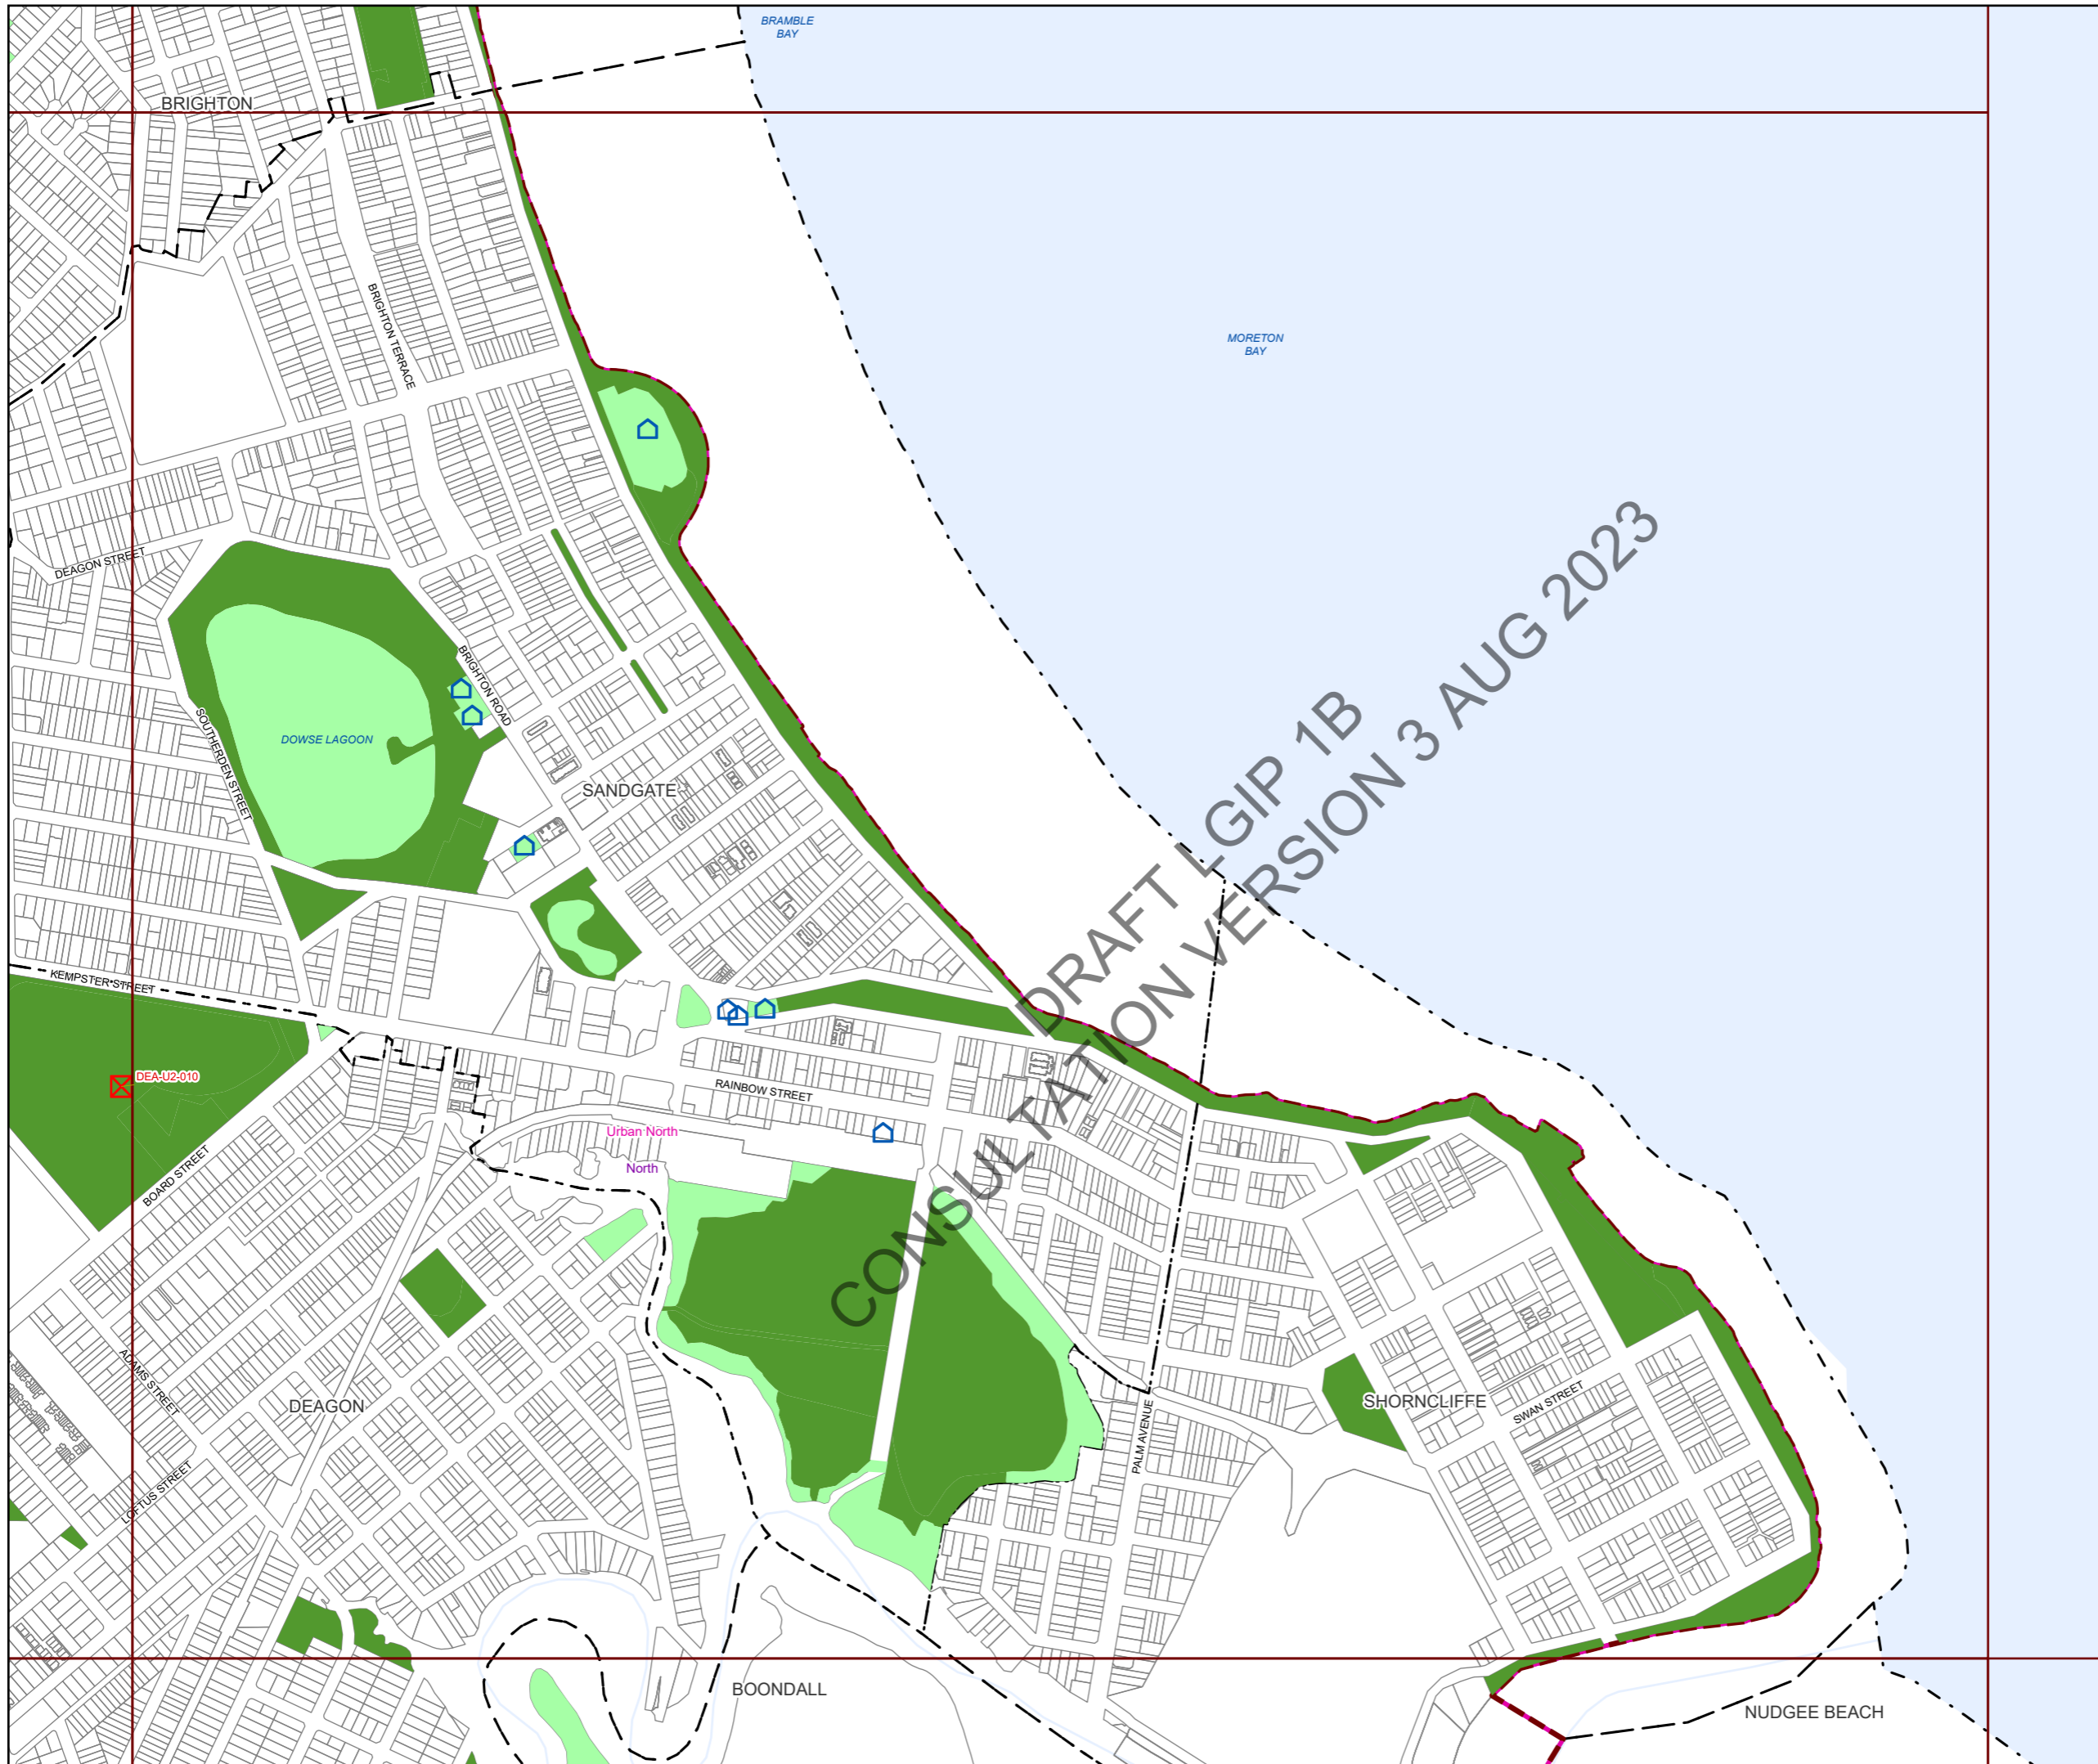 BRAMBLE
BAY
BRIGHTON
MORETON
BAY
BRIGHTON TERRACE
DEAGON STREET
BRIGHTON ROAD
SOUTHERDEN STREET
DOWSE LAGOON
SANDGATE
DRAFT LGIP 1B
CONSULTATION VERSION 3 AUG 2023
KEMPSTER STREET
DEA-U2-010
RAINBOW STREET
Urban North
North
BOARD STREET
ADAMS STREET
DEAGON
SHORNCLIFFE
SWAN STREET
PALM AVENUE
LOFTUS STREET
BOONDALL
NUDGEE BEACH